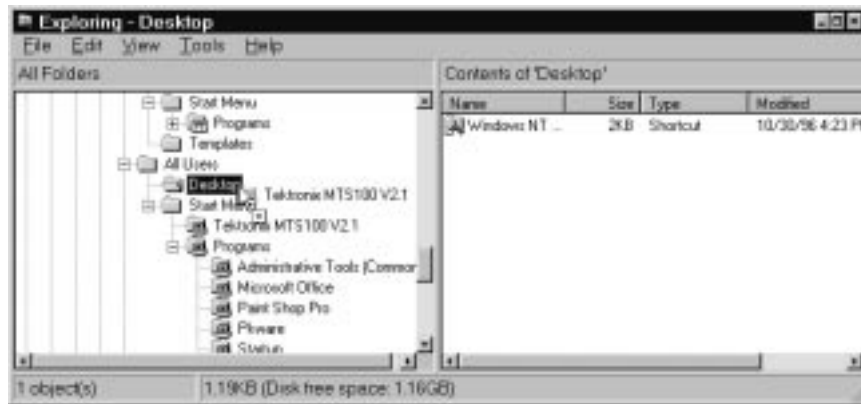 Exploring - Desktop
File Edit View Tools Help
All Folders
Contents of 'Desktop'
Start Menu
Programs
Templates
All Users
Desktop
Tektronix MTS100 V2.1
Start Menu
Tektronix MTS100 V2.1
Programs
Administrative Tools (Common
Microsoft Office
Paint Shop Pro
Pkware
Startup
Name Size Type Modified
Windows NT ... 2KB Shortcut 10/30/96 4:23 P
1 object(s)
1.19KB (Disk free space: 1.16GB)